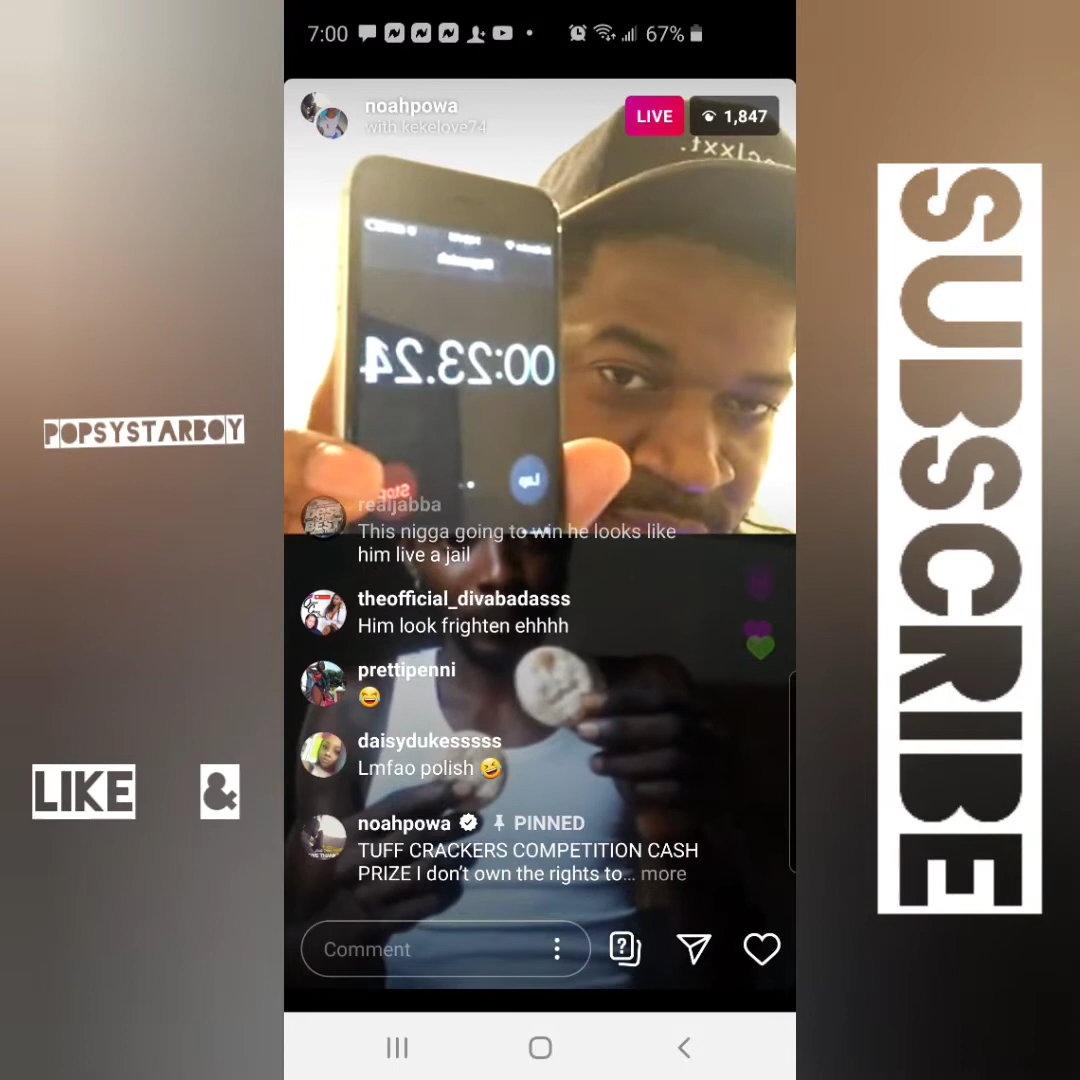 7:00
67%
noahpowa
with kekelove74
LIVE
1,847
00:23.24
Stop
Lap
realjabba
This nigga going to win he looks like
him live a jail
theofficial_divabadasss
Him look frighten ehhhh
prettipenni
😂
daisydukesssss
Lmfao polish 🤣
noahpowa PINNED
TUFF CRACKERS COMPETITION CASH
PRIZE I don't own the rights to... more
Comment
POPSYSTARBOY
LIKE &
SUBSCRIBE